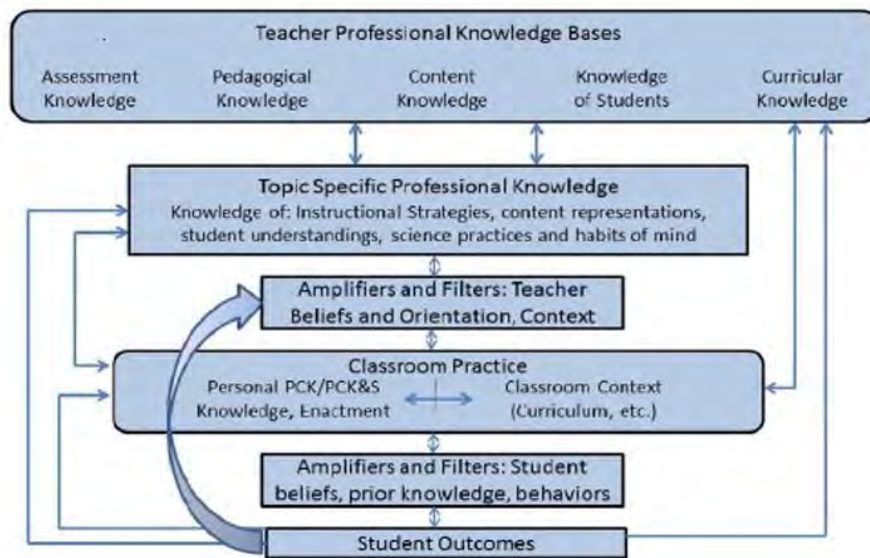 Teacher Professional Knowledge Bases
Assessment Knowledge
Pedagogical Knowledge
Content Knowledge
Knowledge of Students
Curricular Knowledge
Topic Specific Professional Knowledge
Knowledge of: Instructional Strategies, content representations,
student understandings, science practices and habits of mind
Amplifiers and Filters: Teacher
Beliefs and Orientation, Context
Classroom Practice
Personal PCK/PCK&S
Knowledge, Enactment
Classroom Context
(Curriculum, etc.)
Amplifiers and Filters: Student
beliefs, prior knowledge, behaviors
Student Outcomes